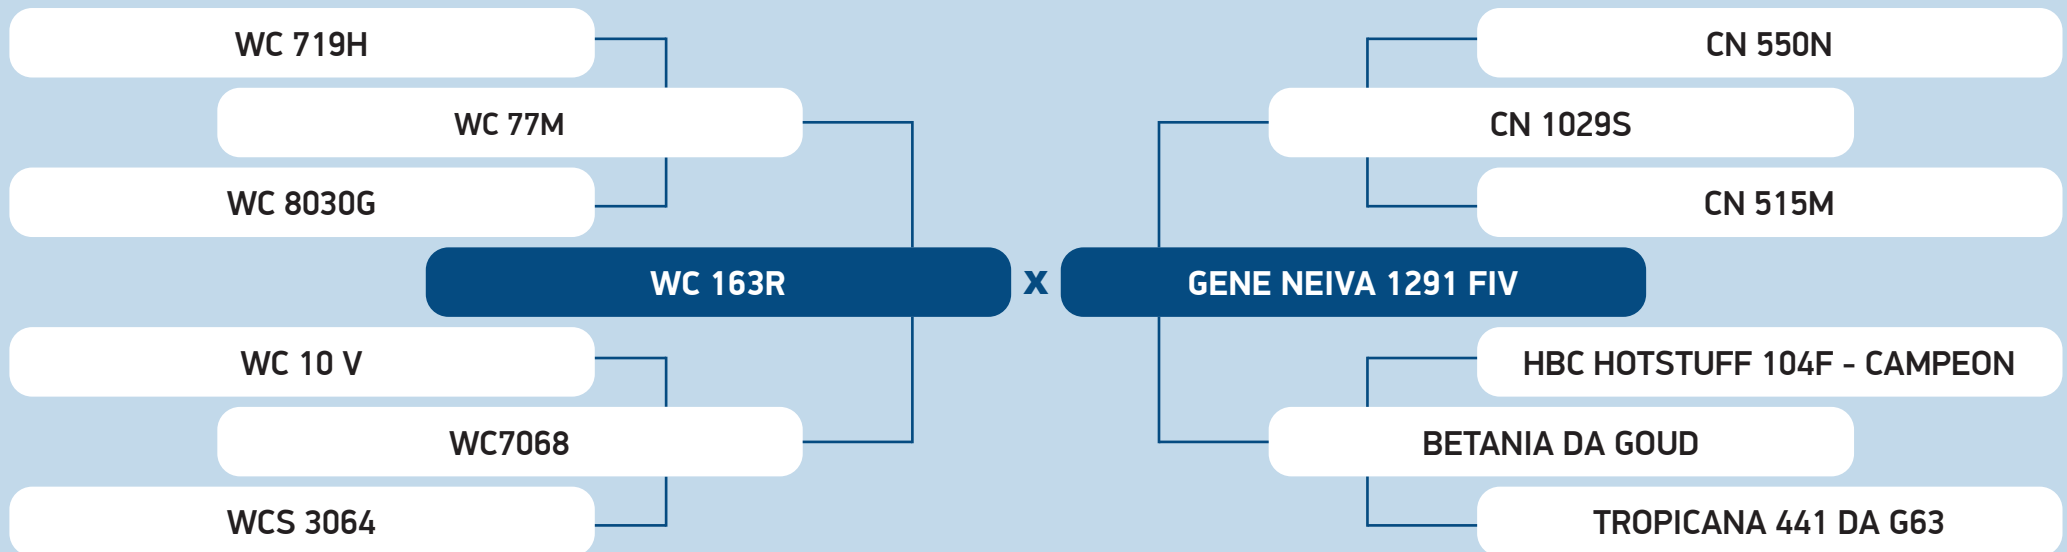 WC 719H
CN 550N
WC 77M
CN 1029S
WC 8030G
CN 515M
WC 163R x GENE NEIVA 1291 FIV
WC 10 V
HBC HOTSTUFF 104F - CAMPEON
WC7068
BETANIA DA GOUD
WCS 3064
TROPICANA 441 DA G63